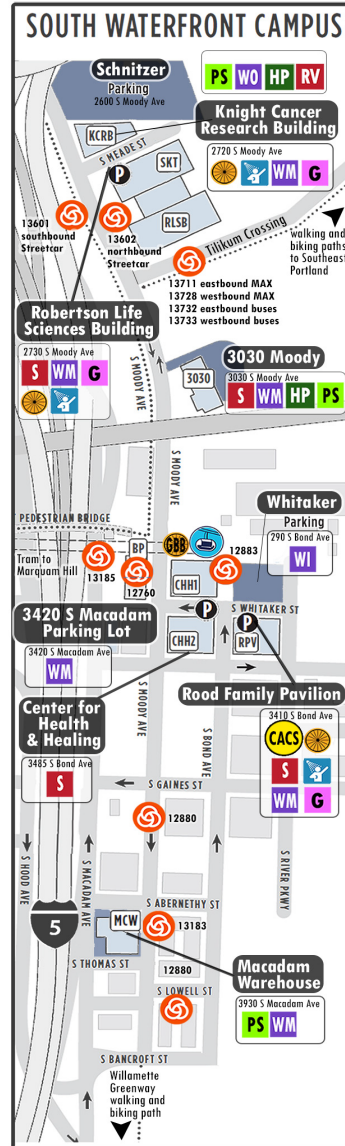 SOUTH WATERFRONT CAMPUS
Schnitzer
Parking
2600 S Moody Ave
PS WO HP RV
Knight Cancer
Research Building
2720 S Moody Ave
WM G
KCRB
S MEADE ST
SKT
P
RLSB
13601
southbound
Streetcar
13602
northbound
Streetcar
Tilikum Crossing
walking and
biking paths
to Southeast
Portland
13711 eastbound MAX
13728 westbound MAX
13732 eastbound buses
13733 westbound buses
Robertson Life
Sciences Building
2730 S Moody Ave
S WM G
S MOODY AVE
3030
3030 Moody
3030 S Moody Ave
S WM HP PS
S MOODY AVE
Whitaker
Parking
290 S Bond Ave
WI
PEDESTRIAN BRIDGE
Tram to
Marquam Hill
13185
BP
12760
GBB
12883
CHH1
P
S WHITAKER ST
CHH2
P
RPV
3420 S Macadam
Parking Lot
3420 S Macadam Ave
WM
Center for
Health
& Healing
3485 S Bond Ave
S
Rood Family Pavilion
3410 S Bond Ave
CACS
S
WM G
S MOODY AVE
S BOND AVE
S GAINES ST
12880
S HOOD AVE
S MACADAM AVE
S RIVER PKWY
5
S ABERNETHY ST
MCW
13183
S THOMAS ST
12880
S LOWELL ST
Macadam
Warehouse
3930 S Macadam Ave
PS WM
S BANCROFT ST
Willamette
Greenway
walking and
biking path